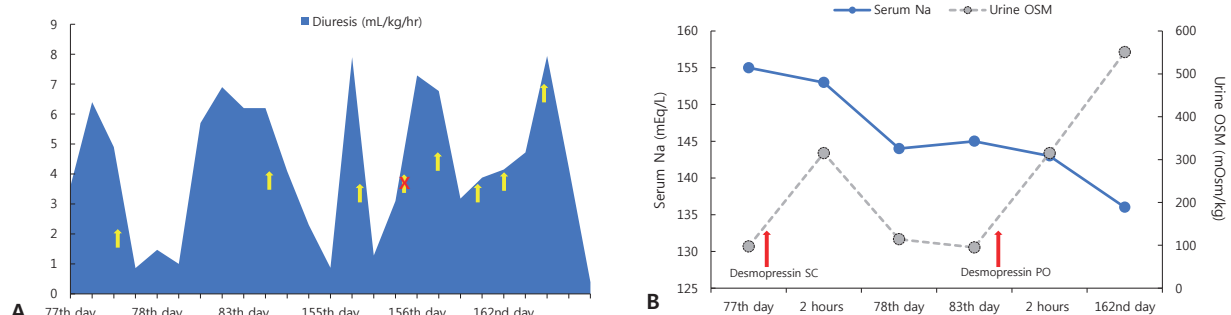 Diuresis (mL/kg/hr)
9
8
7
6
5
4
3
2
1
0
77th day 78th day 83th day 155th day 156th day 162nd day
A
Serum Na Urine OSM
160
155
150
145
140
135
130
125
Serum Na (mEq/L)
600
500
400
300
200
100
0
Urine OSM (mOsm/kg)
Desmopressin SC
Desmopressin PO
77th day 2 hours 78th day 83th day 2 hours 162nd day
B